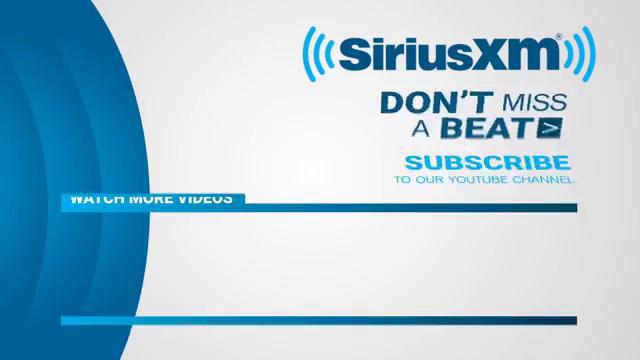 SiriusXM®
DON'T MISS
A BEAT >
SUBSCRIBE
TO OUR YOUTUBE CHANNEL
WATCH MORE VIDEOS